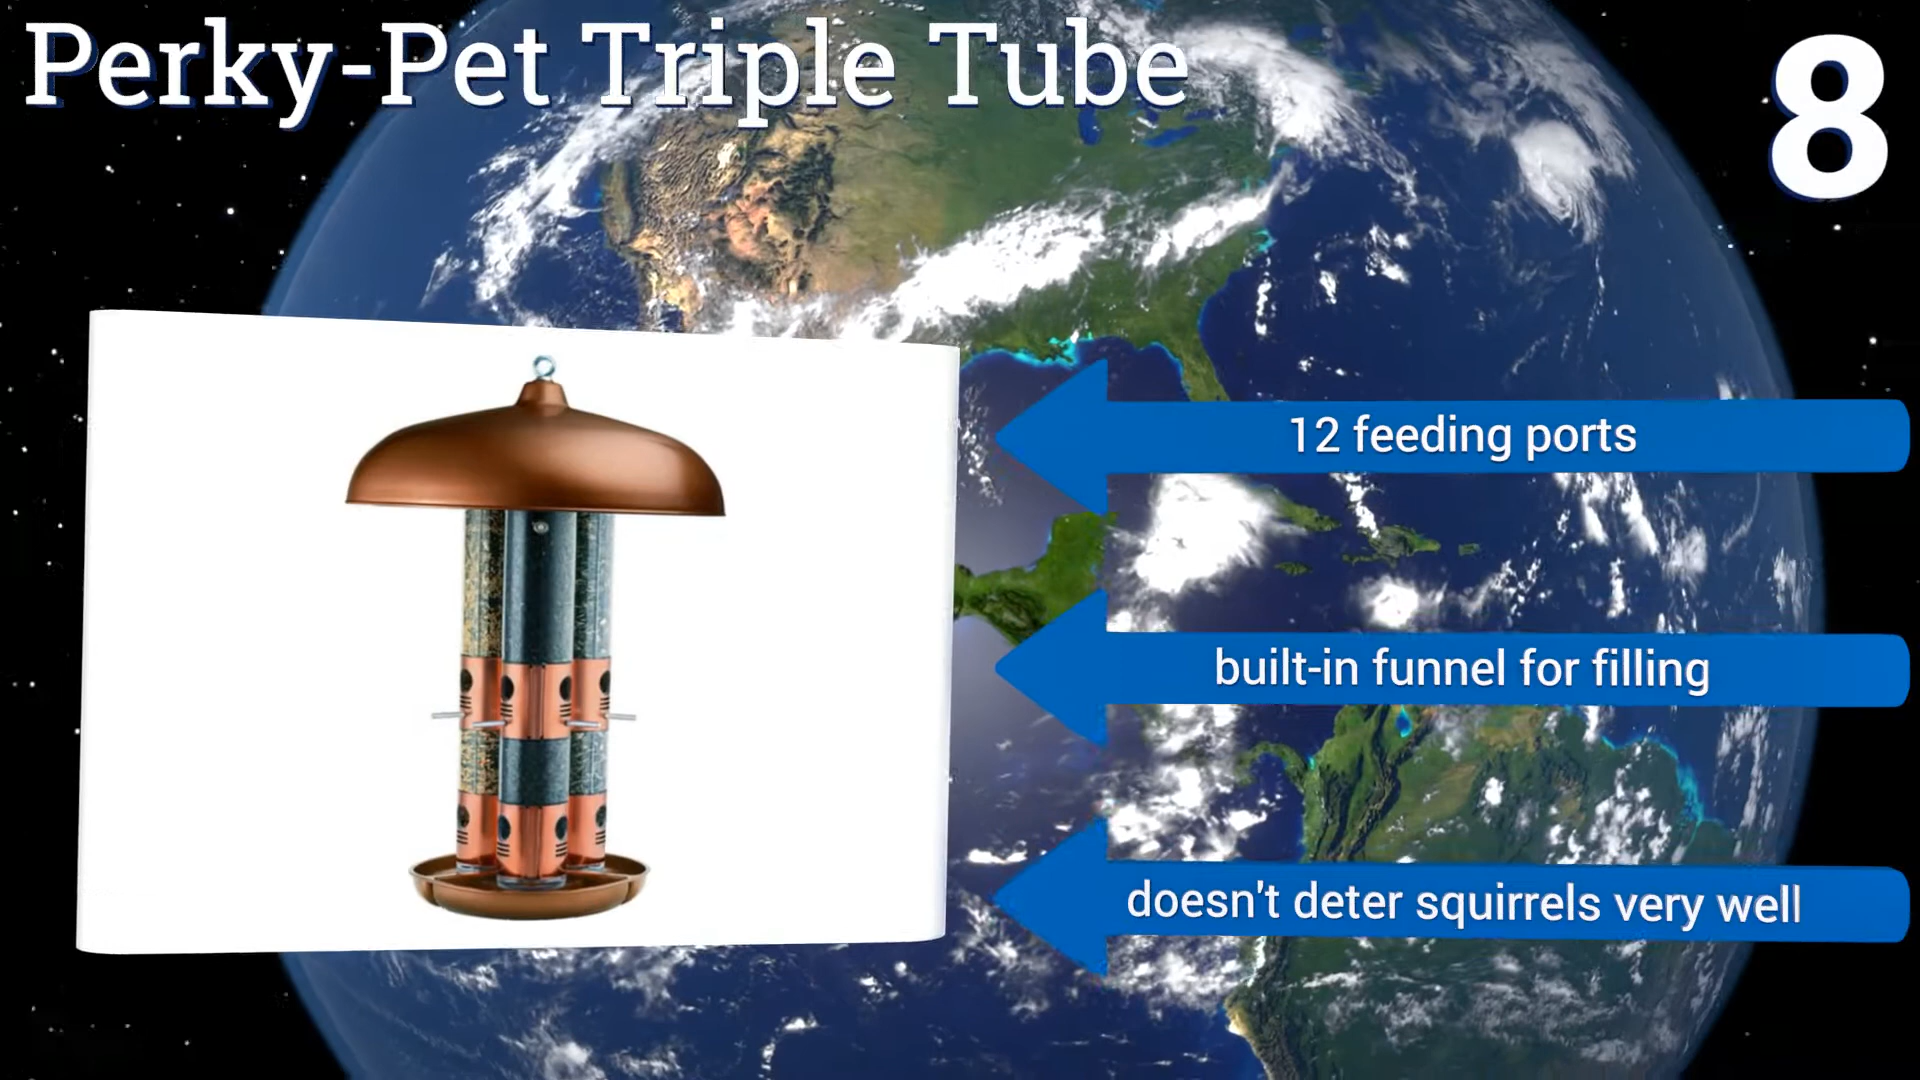 Perky-Pet Triple Tube
8
12 feeding ports
built-in funnel for filling
doesn't deter squirrels very well